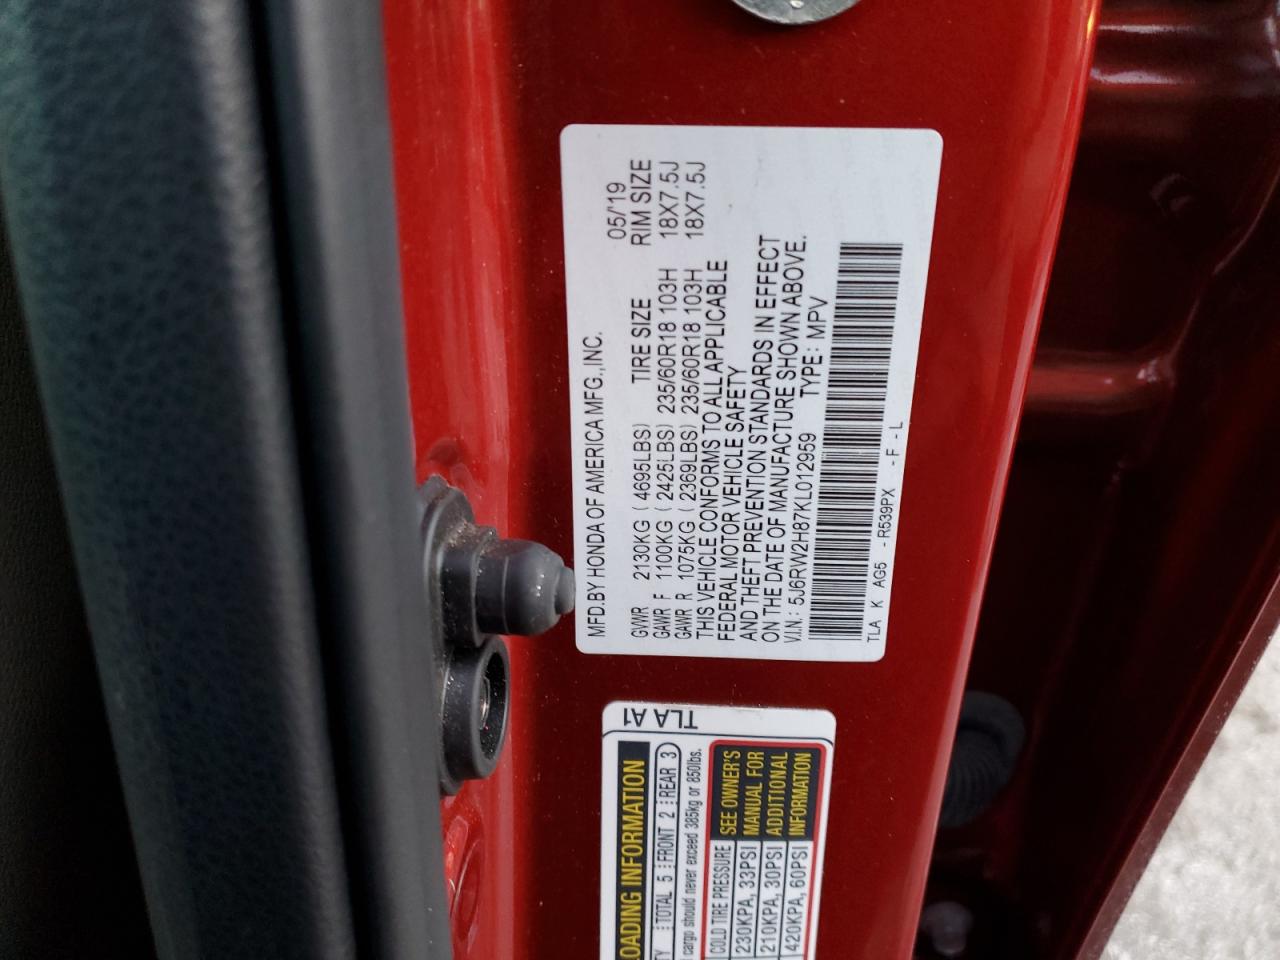 MFD.BY HONDA OF AMERICA MFG.,INC. 05/'19
GVWR 2130KG ( 4695LBS) TIRE SIZE RIM SIZE
GAWR F 1100KG ( 2425LBS) 235/60R18 103H 18X7.5J
GAWR R 1075KG ( 2369LBS) 235/60R18 103H 18X7.5J
THIS VEHICLE CONFORMS TO ALL APPLICABLE
FEDERAL MOTOR VEHICLE SAFETY
AND THEFT PREVENTION STANDARDS IN EFFECT
ON THE DATE OF MANUFACTURE SHOWN ABOVE.
V.I.N.: 5J6RW2H87KL012959 TYPE: MPV
TLA K AG5 - R539PX - F - L
TLA A1
LOADING INFORMATION
TOTAL 5 FRONT 2 REAR 3
cargo should never exceed 385kg or 850lbs.
COLD TIRE PRESSURE
230KPA, 33PSI
210KPA, 30PSI
420KPA, 60PSI
SEE OWNER'S
MANUAL FOR
ADDITIONAL
INFORMATION